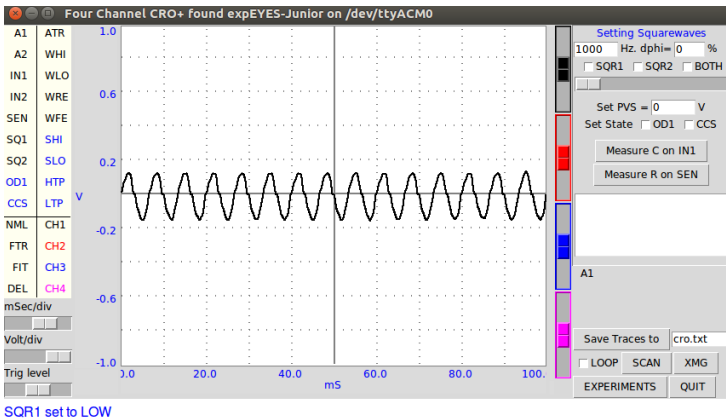 Four Channel CRO+ found expEYES-Junior on /dev/ttyACM0
A1 ATR
A2 WHI
IN1 WLO
IN2 WRE
SEN WFE
SQ1 SHI
SQ2 SLO
OD1 HTP
CCS LTP
NML CH1
FTR CH2
FIT CH3
DEL CH4
mSec/div
Volt/div
Trig level
1.0
0.6
0.2
V
-0.2
-0.6
-1.0
0.0 20.0 40.0 60.0 80.0 100.
mS
Setting Squarewaves
1000 Hz. dphi= 0 %
SQR1 SQR2 BOTH
Set PVS = 0 V
Set State OD1 CCS
Measure C on IN1
Measure R on SEN
A1
Save Traces to cro.txt
LOOP SCAN XMG
EXPERIMENTS QUIT
SQR1 set to LOW